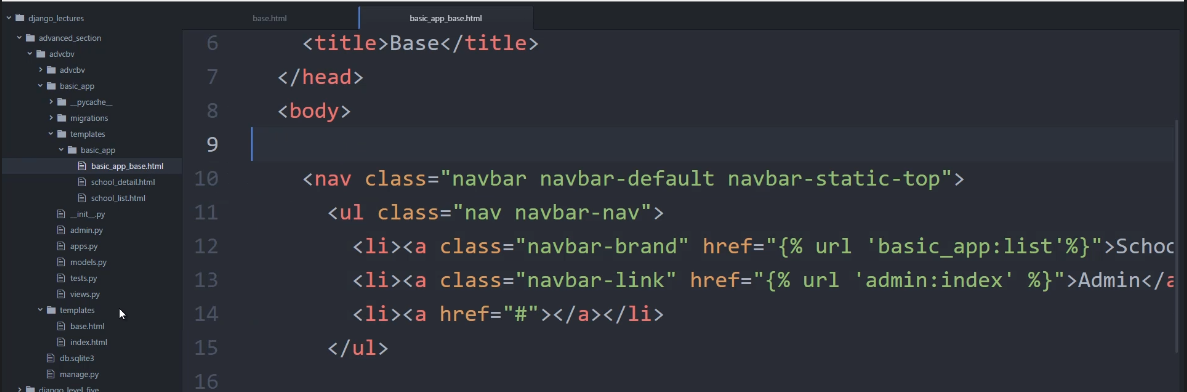 django_lectures
advanced_section
advcbv
advcbv
basic_app
__pycache__
migrations
templates
basic_app
basic_app_base.html
school_detail.html
school_list.html
__init__.py
admin.py
apps.py
models.py
tests.py
views.py
templates
base.html
index.html
db.sqlite3
manage.py
django_level_five
base.html
basic_app_base.html
6 <title>Base</title>
7 </head>
8 <body>
9
10 <nav class="navbar navbar-default navbar-static-top">
11 <ul class="nav navbar-nav">
12 <li><a class="navbar-brand" href="{% url 'basic_app:list'%}">Schoo
13 <li><a class="navbar-link" href="{% url 'admin:index' %}">Admin</a
14 <li><a href="#"></a></li>
15 </ul>
16